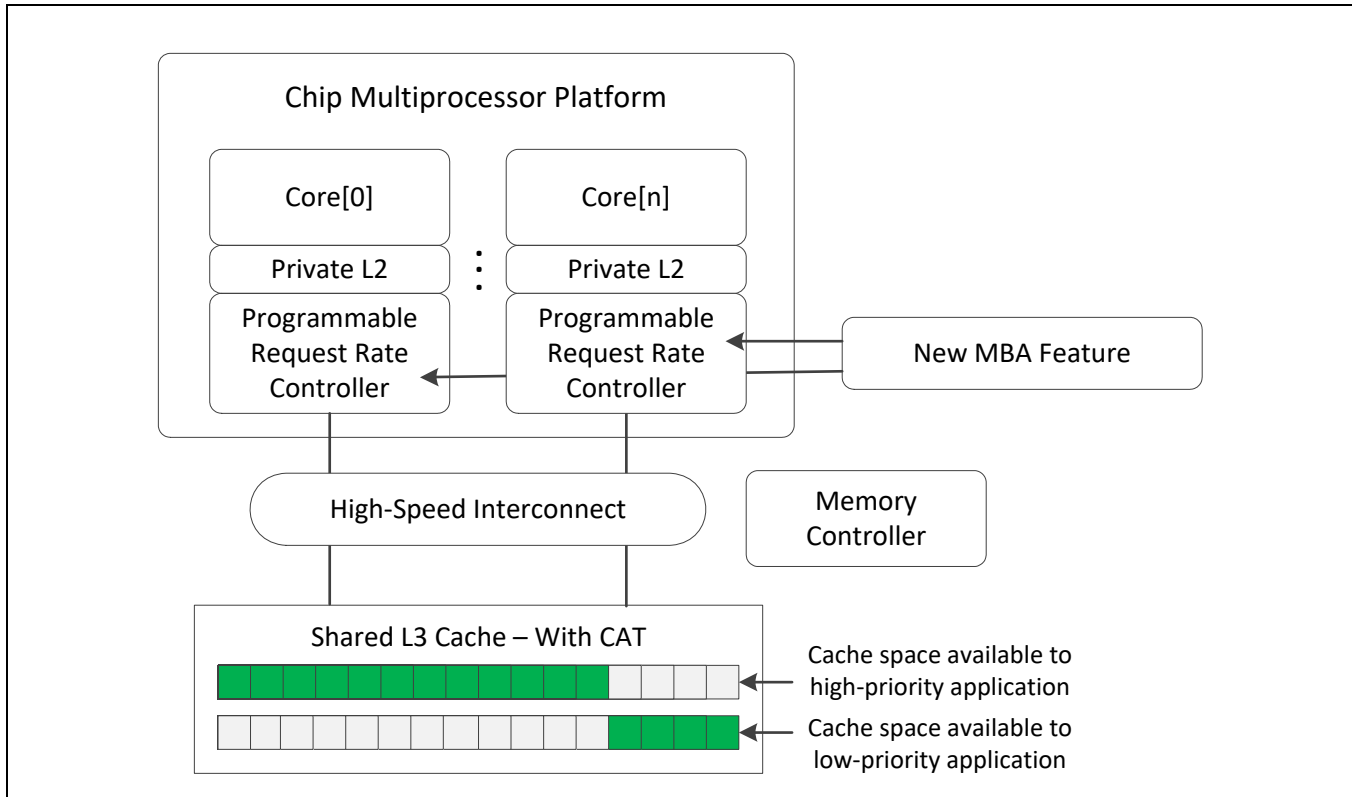 Chip Multiprocessor Platform
Core[0]
Core[n]
Private L2
Private L2
Programmable
Request Rate
Controller
Programmable
Request Rate
Controller
New MBA Feature
High-Speed Interconnect
Memory
Controller
Shared L3 Cache – With CAT
Cache space available to
high-priority application
Cache space available to
low-priority application